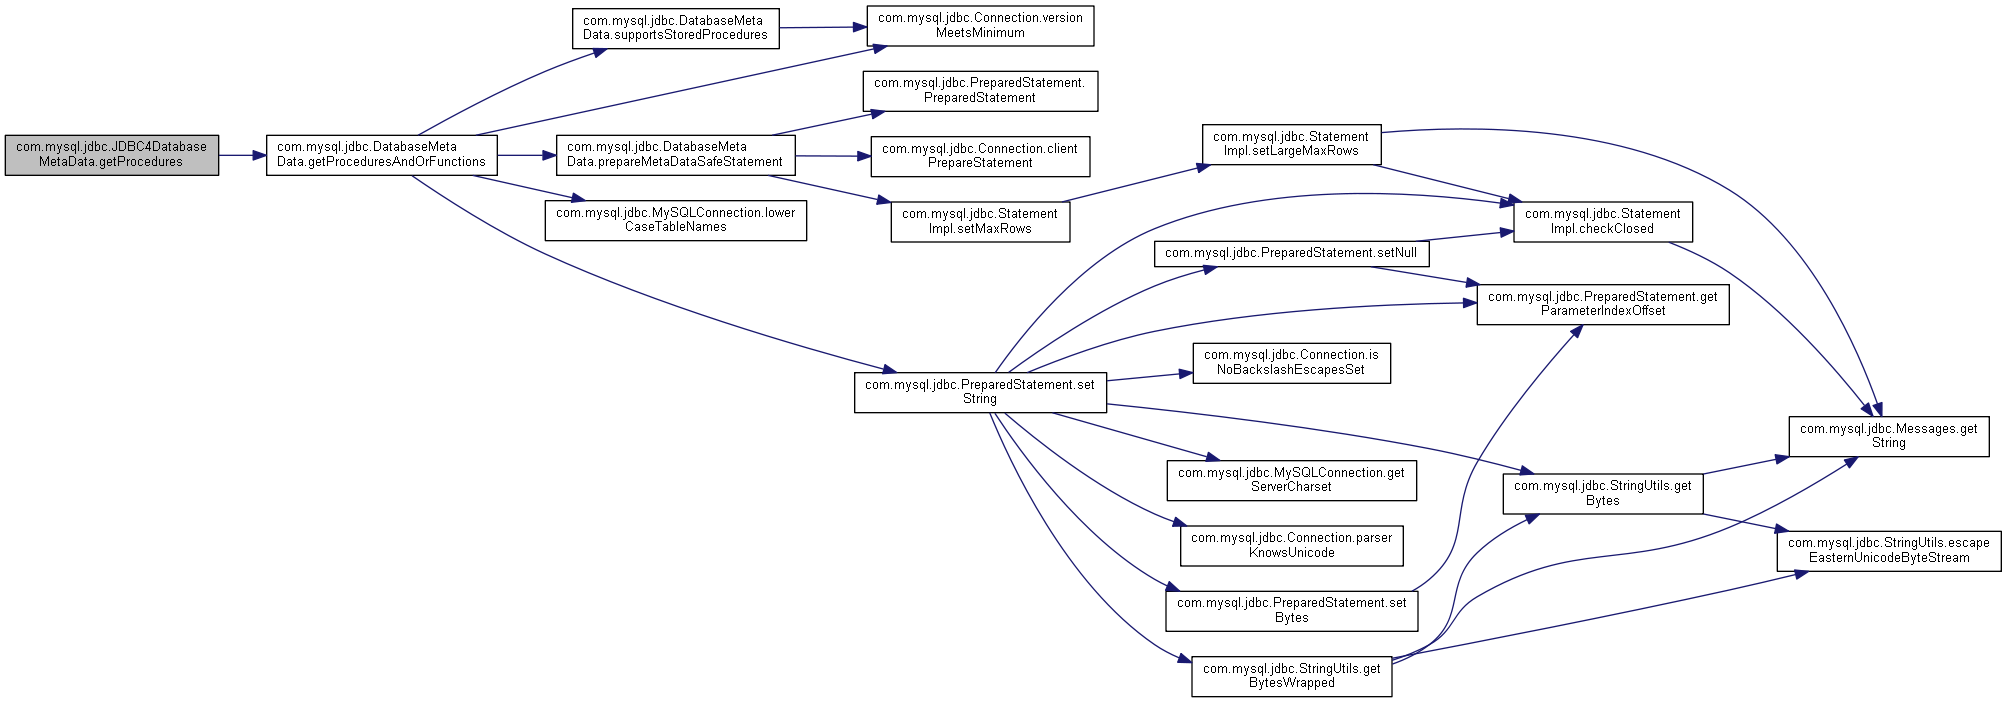 com.mysql.jdbc.JDBC4Database
MetaData.getProcedures
com.mysql.jdbc.DatabaseMeta
Data.getProceduresAndOrFunctions
com.mysql.jdbc.DatabaseMeta
Data.supportsStoredProcedures
com.mysql.jdbc.Connection.version
MeetsMinimum
com.mysql.jdbc.DatabaseMeta
Data.prepareMetaDataSafeStatement
com.mysql.jdbc.MySQLConnection.lower
CaseTableNames
com.mysql.jdbc.PreparedStatement.
PreparedStatement
com.mysql.jdbc.Connection.client
PrepareStatement
com.mysql.jdbc.Statement
Impl.setMaxRows
com.mysql.jdbc.Statement
Impl.setLargeMaxRows
com.mysql.jdbc.Statement
Impl.checkClosed
com.mysql.jdbc.PreparedStatement.setNull
com.mysql.jdbc.PreparedStatement.get
ParameterIndexOffset
com.mysql.jdbc.Connection.is
NoBackslashEscapesSet
com.mysql.jdbc.PreparedStatement.set
String
com.mysql.jdbc.Messages.get
String
com.mysql.jdbc.MySQLConnection.get
ServerCharset
com.mysql.jdbc.StringUtils.get
Bytes
com.mysql.jdbc.Connection.parser
KnowsUnicode
com.mysql.jdbc.StringUtils.escape
EasternUnicodeByteStream
com.mysql.jdbc.PreparedStatement.set
Bytes
com.mysql.jdbc.StringUtils.get
BytesWrapped